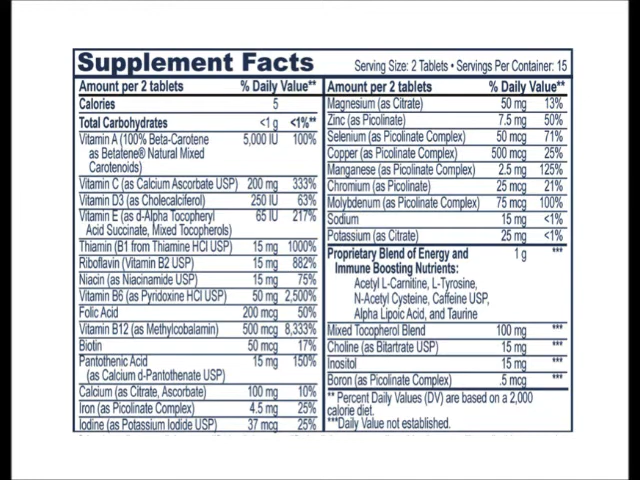 Supplement Facts Serving Size: 2 Tablets • Servings Per Container: 15
Amount per 2 tablets % Daily Value**
Calories 5
Total Carbohydrates <1 g <1%**
Vitamin A (100% Beta-Carotene 5,000 IU 100%
as Betatene® Natural Mixed
Carotenoids)
Vitamin C (as Calcium Ascorbate USP) 200 mg 333%
Vitamin D3 (as Cholecalciferol) 250 IU 63%
Vitamin E (as d-Alpha Tocopheryl 65 IU 217%
Acid Succinate, Mixed Tocopherols)
Thiamin (B1 from Thiamine HCl USP) 15 mg 1000%
Riboflavin (Vitamin B2 USP) 15 mg 882%
Niacin (as Niacinamide USP) 15 mg 75%
Vitamin B6 (as Pyridoxine HCl USP) 50 mg 2,500%
Folic Acid 200 mcg 50%
Vitamin B12 (as Methylcobalamin) 500 mcg 8,333%
Biotin 50 mcg 17%
Pantothenic Acid 15 mg 150%
(as Calcium d-Pantothenate USP)
Calcium (as Citrate, Ascorbate) 100 mg 10%
Iron (as Picolinate Complex) 4.5 mg 25%
Iodine (as Potassium Iodide USP) 37 mcg 25%
Amount per 2 tablets % Daily Value**
Magnesium (as Citrate) 50 mg 13%
Zinc (as Picolinate) 7.5 mg 50%
Selenium (as Picolinate Complex) 50 mcg 71%
Copper (as Picolinate Complex) 500 mcg 25%
Manganese (as Picolinate Complex) 2.5 mg 125%
Chromium (as Picolinate) 25 mcg 21%
Molybdenum (as Picolinate Complex) 75 mcg 100%
Sodium 15 mg <1%
Potassium (as Citrate) 25 mg <1%
Proprietary Blend of Energy and 1 g ***
Immune Boosting Nutrients:
Acetyl L-Carnitine, L-Tyrosine,
N-Acetyl Cysteine, Caffeine USP,
Alpha Lipoic Acid, and Taurine
Mixed Tocopherol Blend 100 mg ***
Choline (as Bitartrate USP) 15 mg ***
Inositol 15 mg ***
Boron (as Picolinate Complex) .5 mcg ***
** Percent Daily Values (DV) are based on a 2,000
calorie diet.
***Daily Value not established.